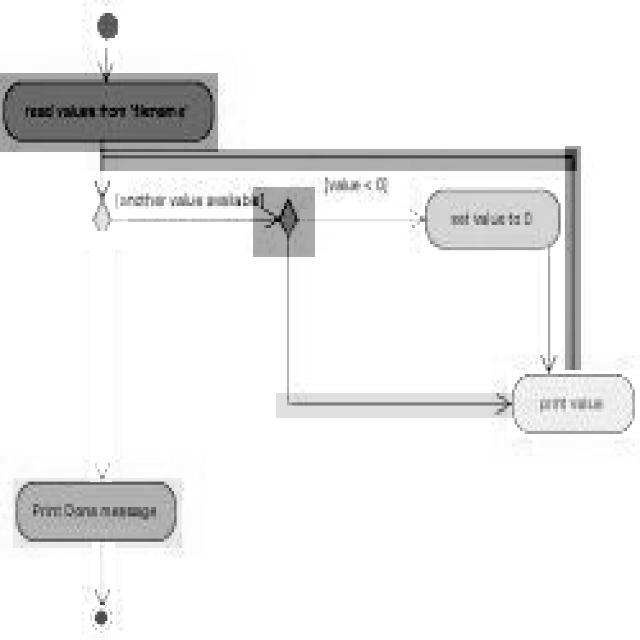 read values from 'filename'
[another value available]
[value < 0]
set value to 0
print value
Print Done message